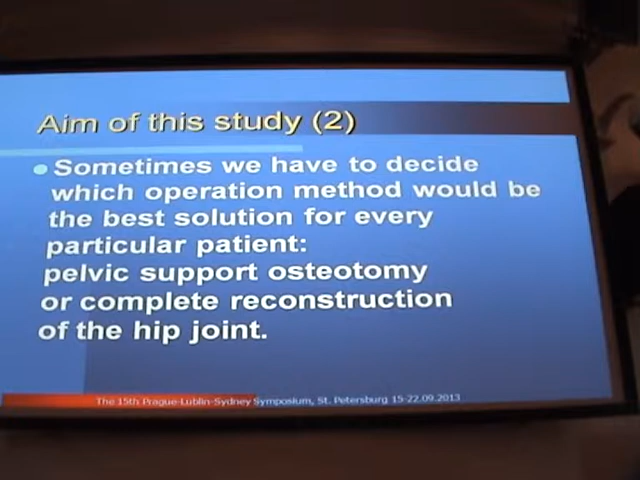 Aim of this study (2)
Sometimes we have to decide
which operation method would be
the best solution for every
particular patient:
pelvic support osteotomy
or complete reconstruction
of the hip joint.
The 15th Prague-Lublin-Sydney Symposium, St. Petersburg 15-22.09.2013